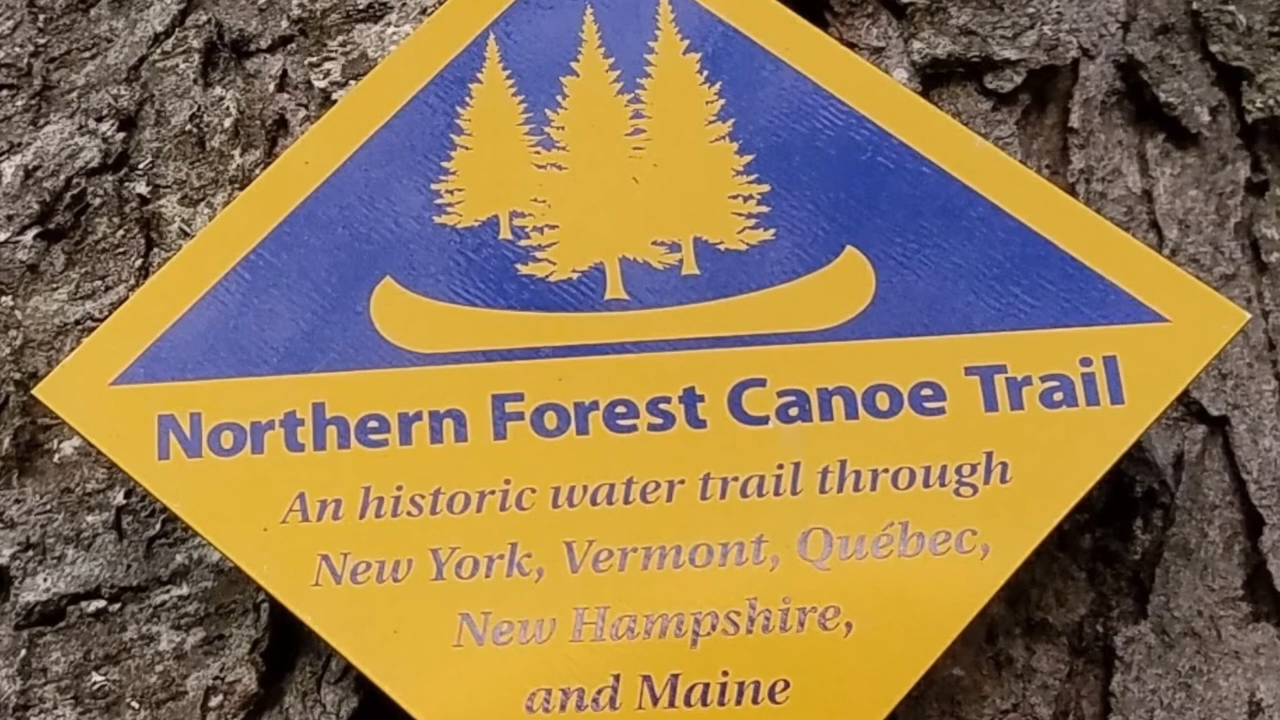 Northern Forest Canoe Trail
An historic water trail through
New York, Vermont, Québec,
New Hampshire,
and Maine